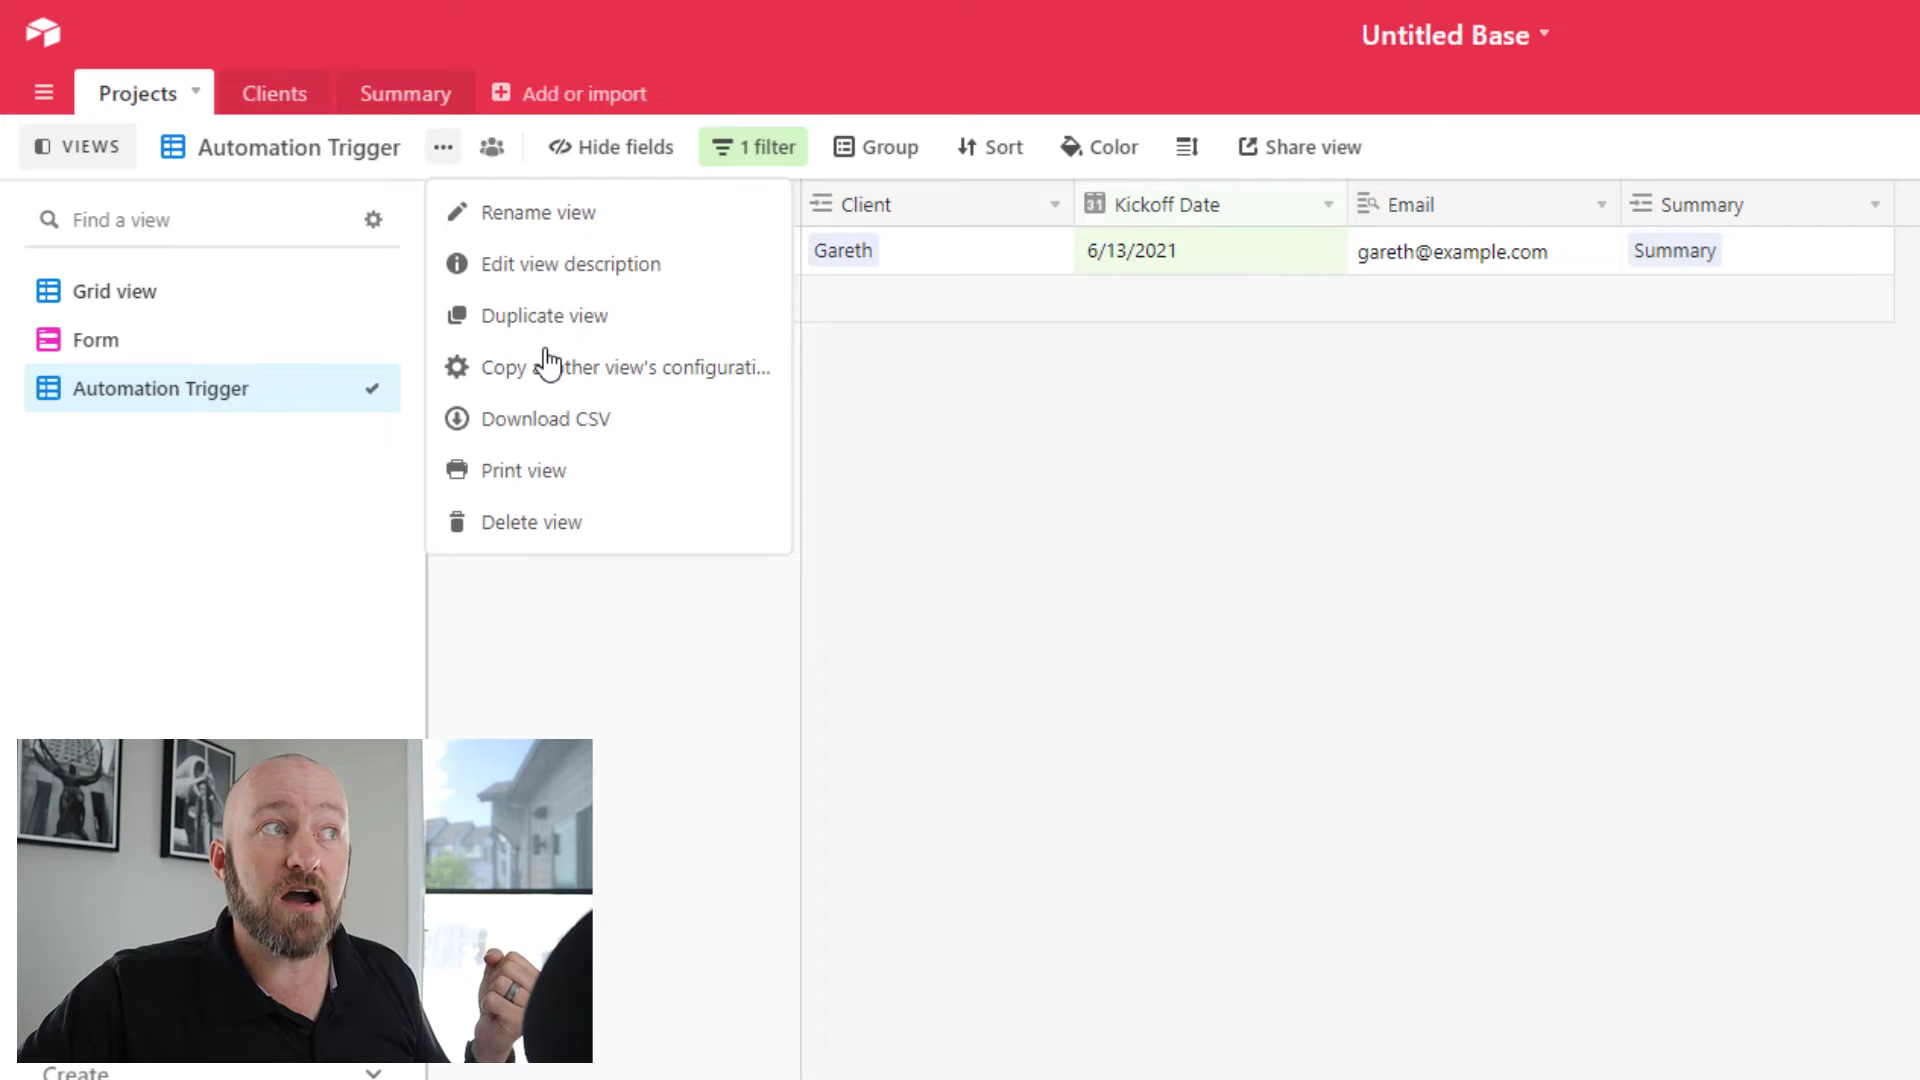 Untitled Base
Projects
Clients
Summary
Add or import
VIEWS
Automation Trigger
Hide fields
1 filter
Group
Sort
Color
Share view
Find a view
Grid view
Form
Automation Trigger
Rename view
Edit view description
Duplicate view
Copy ther view's configurati...
Download CSV
Print view
Delete view
Client
31 Kickoff Date
Email
Summary
Gareth
6/13/2021
gareth@example.com
Summary
Create